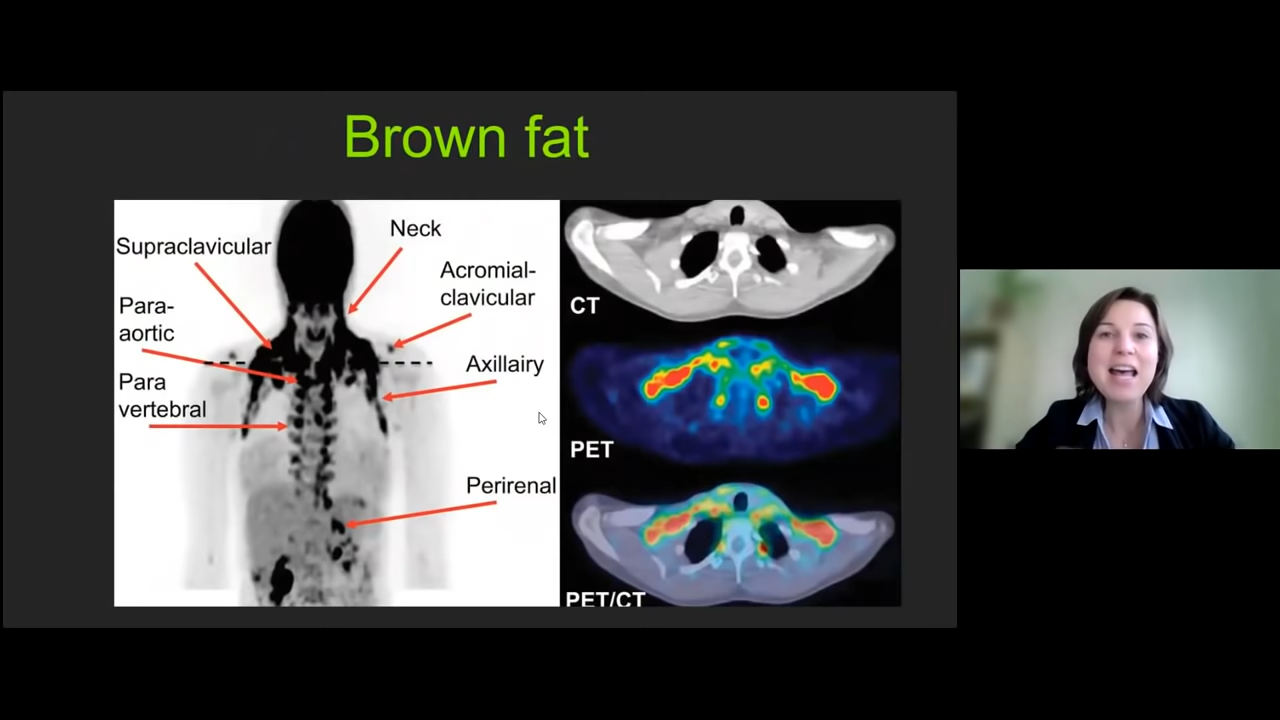 Brown fat
Supraclavicular
Neck
Acromial-
clavicular
Para-
aortic
Axillairy
Para
vertebral
Perirenal
CT
PET
PET/CT